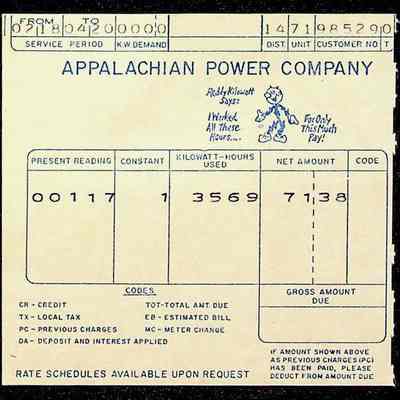 FROM TO
02180420 0000 1471985290
SERVICE PERIOD K.W. DEMAND DIST. UNIT CUSTOMER NO. T
APPALACHIAN POWER COMPANY
Reddy Kilowatt
Says:
I Worked
All These
Hours....
For Only
This Much
Pay!
PRESENT READING CONSTANT KILOWATT-HOURS USED NET AMOUNT CODE
00117 1 3569 7138
CODES
CR - CREDIT TOT-TOTAL AMT DUE
TX - LOCAL TAX EB - ESTIMATED BILL
PC - PREVIOUS CHARGES MC - METER CHANGE
DA - DEPOSIT AND INTEREST APPLIED
GROSS AMOUNT
DUE
IF AMOUNT SHOWN ABOVE
AS PREVIOUS CHARGES (PC)
HAS BEEN PAID, PLEASE
DEDUCT FROM AMOUNT DUE
RATE SCHEDULES AVAILABLE UPON REQUEST